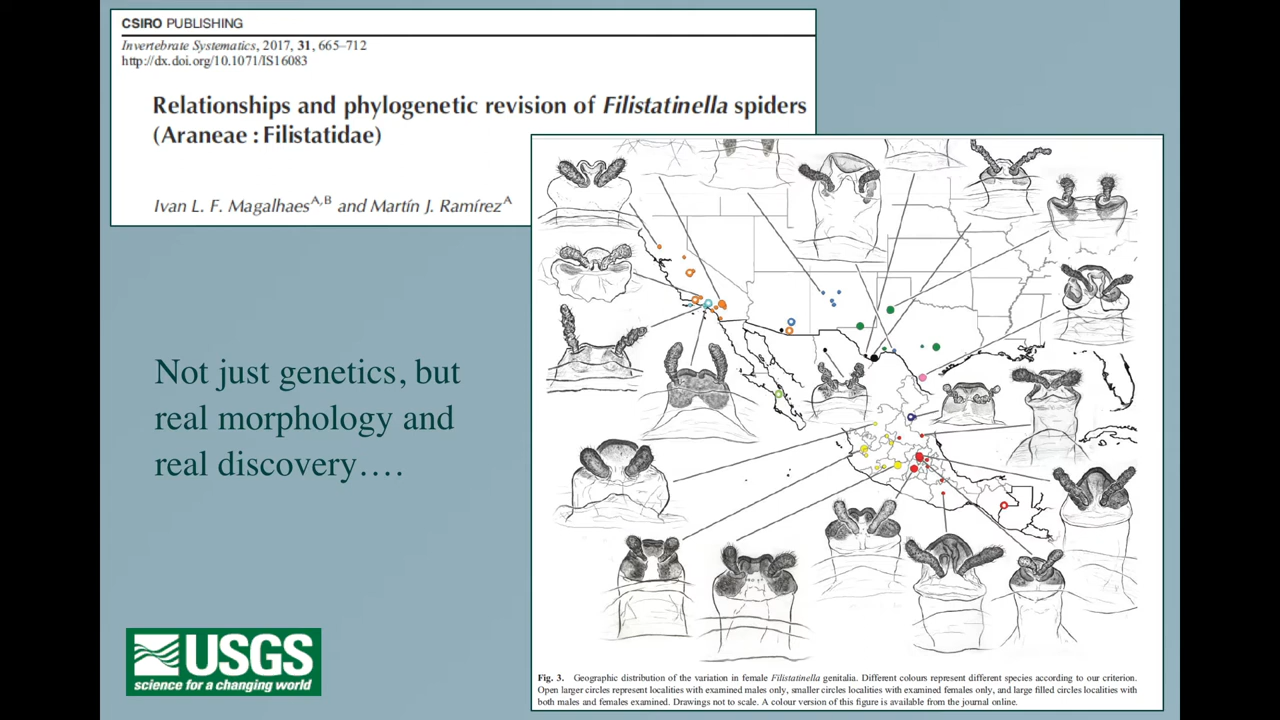 CSIRO PUBLISHING
Invertebrate Systematics, 2017, 31, 665–712
http://dx.doi.org/10.1071/IS16083
Relationships and phylogenetic revision of Filistatinella spiders
(Araneae : Filistatidae)
Ivan L. F. Magalhaes A,B and Martín J. Ramírez A
Not just genetics, but
real morphology and
real discovery….
USGS
science for a changing world
Fig. 3. Geographic distribution of the variation in female Filistatinella genitalia. Different colours represent different species according to our criterion.
Open larger circles represent localities with examined males only, smaller circles localities with examined females only, and large filled circles localities with
both males and females examined. Drawings not to scale. A colour version of this figure is available from the journal online.